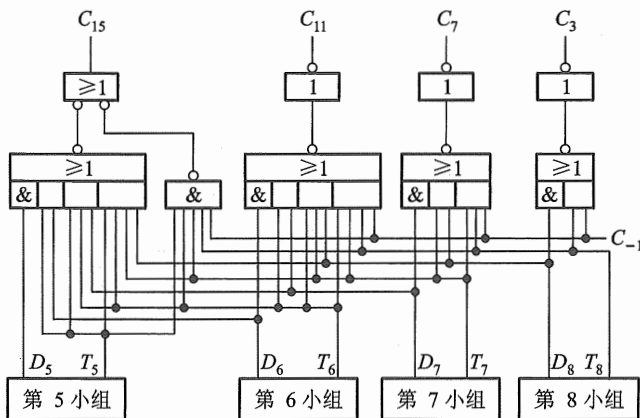 C₁₅ C₁₁ C₇ C₃
≥1 1 1 1
≥1 ≥1 ≥1 ≥1
& & & & &
C₋₁
D₅ T₅ D₆ T₆ D₇ T₇ D₈ T₈
第 5 小组 第 6 小组 第 7 小组 第 8 小组